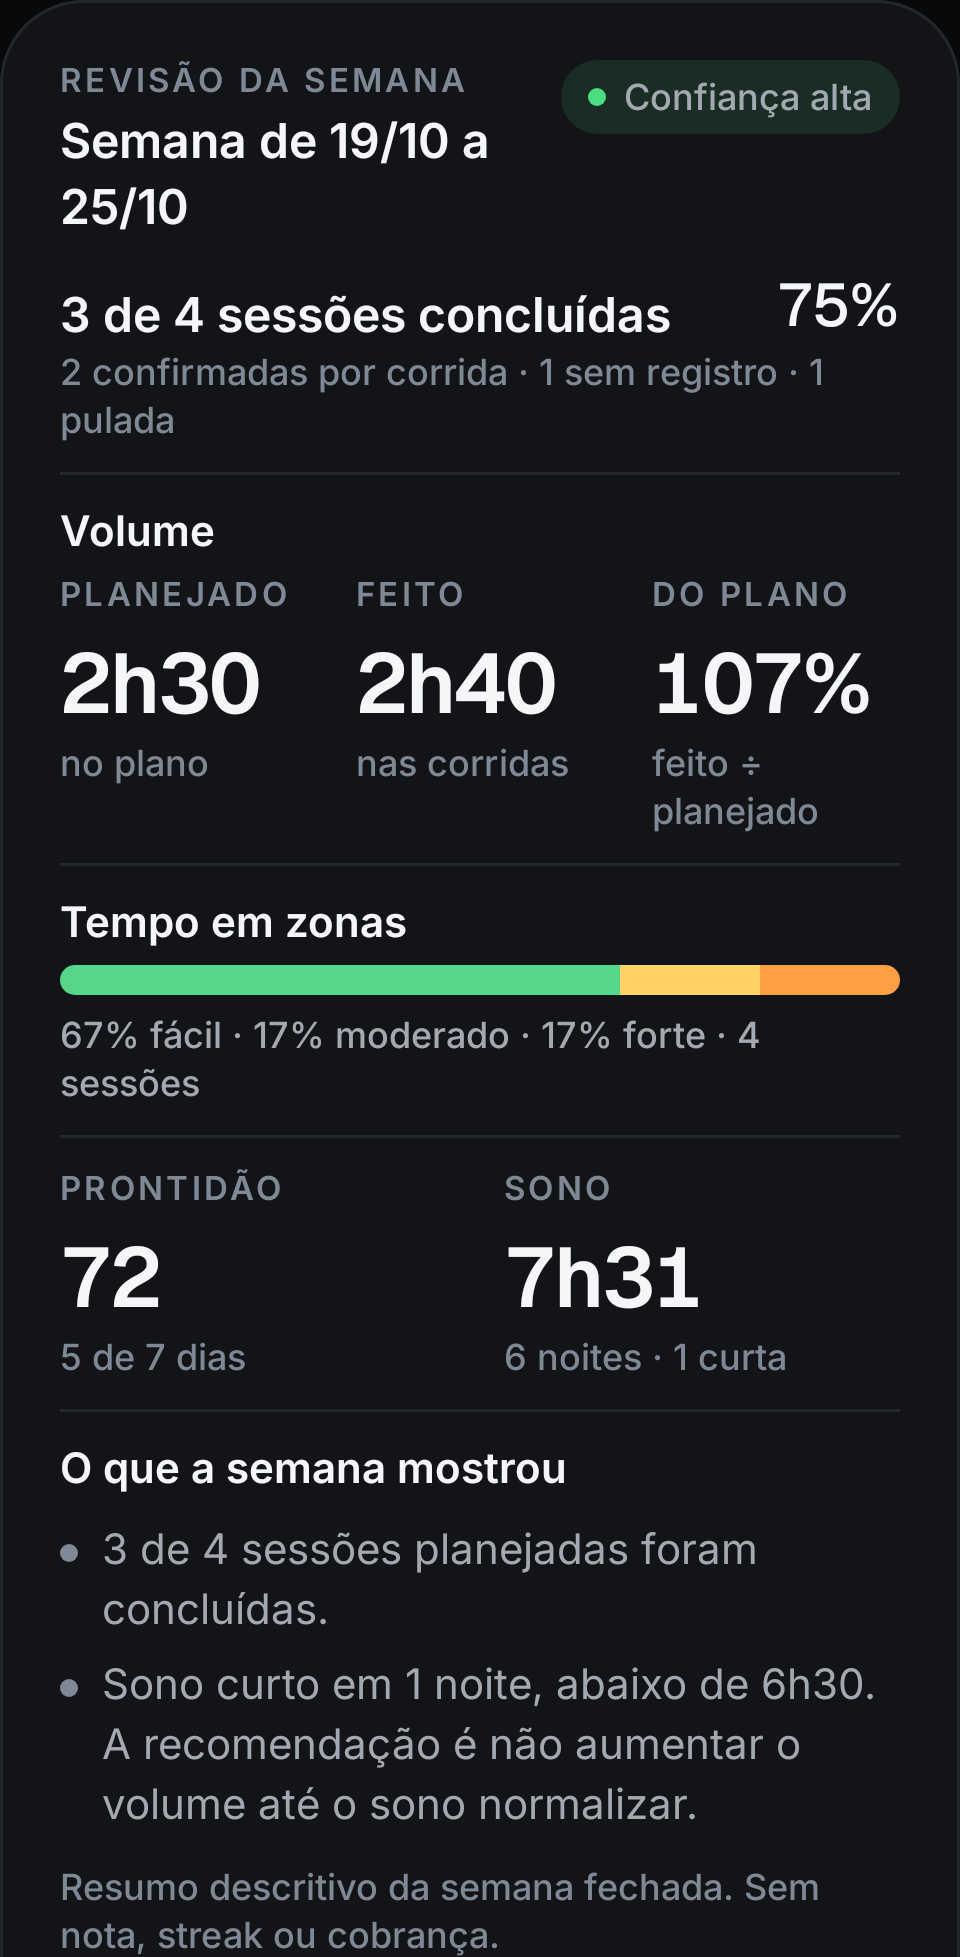 REVISÃO DA SEMANA
Confiança alta
Semana de 19/10 a
25/10
3 de 4 sessões concluídas
75%
2 confirmadas por corrida · 1 sem registro · 1
pulada
Volume
PLANEJADO
FEITO
DO PLANO
2h30
2h40
107%
no plano
nas corridas
feito ÷
planejado
Tempo em zonas
67% fácil · 17% moderado · 17% forte · 4
sessões
PRONTIDÃO
SONO
72
7h31
5 de 7 dias
6 noites · 1 curta
O que a semana mostrou
3 de 4 sessões planejadas foram
concluídas.
Sono curto em 1 noite, abaixo de 6h30.
A recomendação é não aumentar o
volume até o sono normalizar.
Resumo descritivo da semana fechada. Sem
nota, streak ou cobrança.